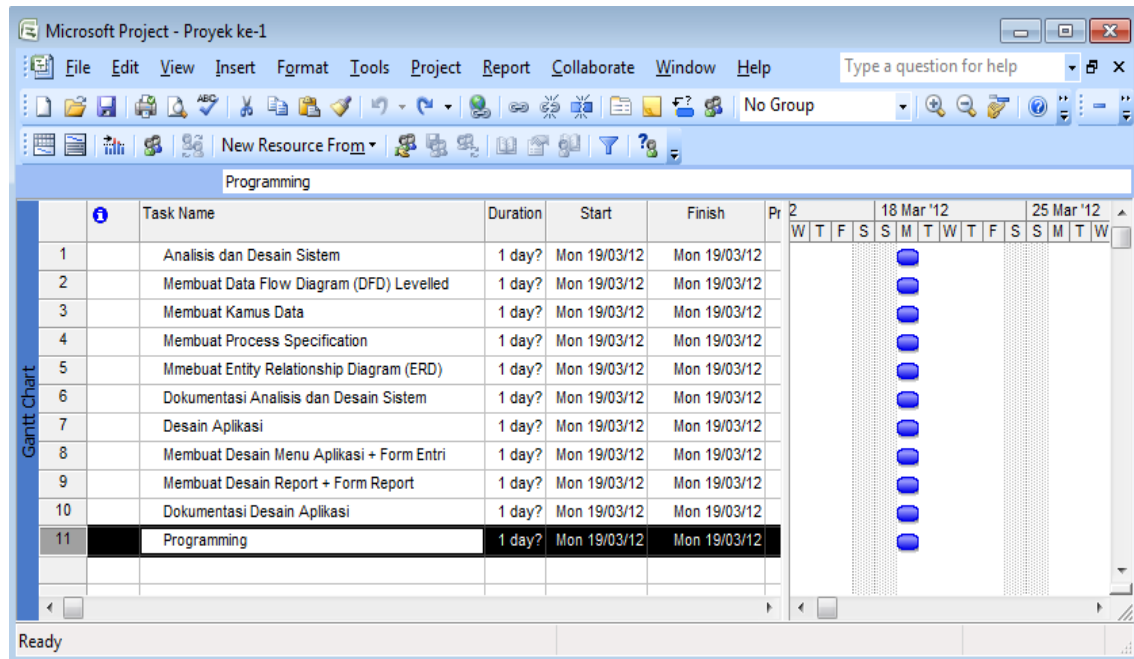 Microsoft Project - Proyek ke-1
File Edit View Insert Format Tools Project Report Collaborate Window Help Type a question for help
ABC No Group
New Resource From
Programming
Task Name Duration Start Finish Pr 2 18 Mar '12 25 Mar '12
W T F S S M T W T F S S M T W
1 Analisis dan Desain Sistem 1 day? Mon 19/03/12 Mon 19/03/12
2 Membuat Data Flow Diagram (DFD) Levelled 1 day? Mon 19/03/12 Mon 19/03/12
3 Membuat Kamus Data 1 day? Mon 19/03/12 Mon 19/03/12
4 Membuat Process Specification 1 day? Mon 19/03/12 Mon 19/03/12
5 Mmebuat Entity Relationship Diagram (ERD) 1 day? Mon 19/03/12 Mon 19/03/12
6 Dokumentasi Analisis dan Desain Sistem 1 day? Mon 19/03/12 Mon 19/03/12
7 Desain Aplikasi 1 day? Mon 19/03/12 Mon 19/03/12
8 Membuat Desain Menu Aplikasi + Form Entri 1 day? Mon 19/03/12 Mon 19/03/12
9 Membuat Desain Report + Form Report 1 day? Mon 19/03/12 Mon 19/03/12
10 Dokumentasi Desain Aplikasi 1 day? Mon 19/03/12 Mon 19/03/12
11 Programming 1 day? Mon 19/03/12 Mon 19/03/12
Gantt Chart
Ready